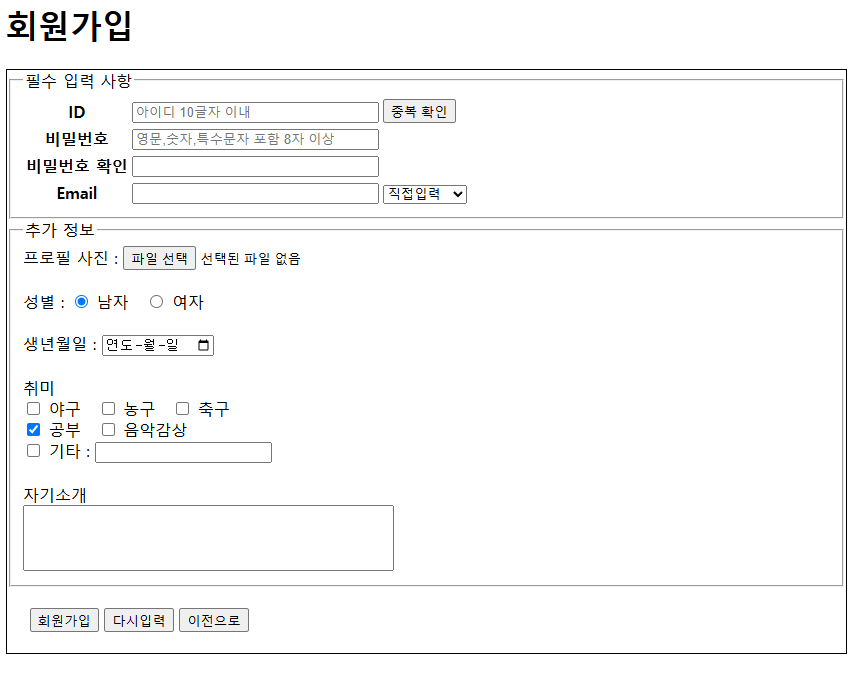 회원가입
필수 입력 사항
ID 아이디 10글자 이내 중복 확인
비밀번호 영문,숫자,특수문자 포함 8자 이상
비밀번호 확인
Email 직접입력
추가 정보
프로필 사진 : 파일 선택 선택된 파일 없음
성별 : 남자 여자
생년월일 : 연도-월-일
취미
야구 농구 축구
공부 음악감상
기타 :
자기소개
회원가입 다시입력 이전으로